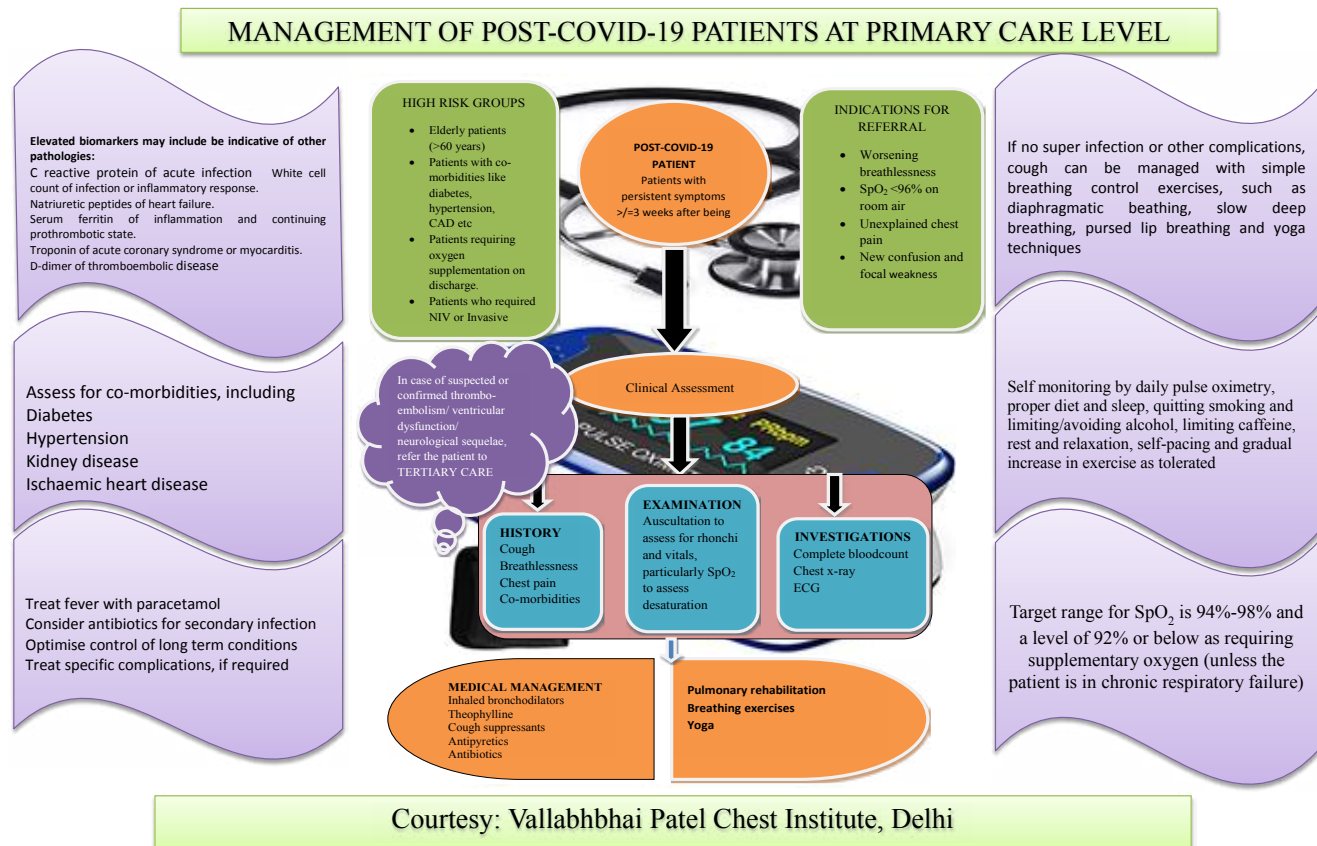 MANAGEMENT OF POST-COVID-19 PATIENTS AT PRIMARY CARE LEVEL
Elevated biomarkers may include be indicative of other
pathologies:
C reactive protein of acute infection White cell
count of infection or inflammatory response.
Natriuretic peptides of heart failure.
Serum ferritin of inflammation and continuing
prothrombotic state.
Troponin of acute coronary syndrome or myocarditis.
D-dimer of thromboembolic disease
Assess for co-morbidities, including
Diabetes
Hypertension
Kidney disease
Ischaemic heart disease
Treat fever with paracetamol
Consider antibiotics for secondary infection
Optimise control of long term conditions
Treat specific complications, if required
HIGH RISK GROUPS
• Elderly patients
(>60 years)
• Patients with co-
morbidities like
diabetes,
hypertension,
CAD etc
• Patients requiring
oxygen
supplementation on
discharge.
• Patients who required
NIV or Invasive
POST-COVID-19
PATIENT
Patients with
persistent symptoms
>/=3 weeks after being
INDICATIONS FOR
REFERRAL
• Worsening
breathlessness
• SpO2 <96% on
room air
• Unexplained chest
pain
• New confusion and
focal weakness
In case of suspected or
confirmed thrombo-
embolism/ ventricular
dysfunction/
neurological sequelae,
refer the patient to
TERTIARY CARE
Clinical Assessment
PRbpm
84
PULSE
HISTORY
Cough
Breathlessness
Chest pain
Co-morbidities
EXAMINATION
Auscultation to
assess for rhonchi
and vitals,
particularly SpO2
to assess
desaturation
INVESTIGATIONS
Complete bloodcount
Chest x-ray
ECG
MEDICAL MANAGEMENT
Inhaled bronchodilators
Theophylline
Cough suppressants
Antipyretics
Antibiotics
Pulmonary rehabilitation
Breathing exercises
Yoga
If no super infection or other complications,
cough can be managed with simple
breathing control exercises, such as
diaphragmatic beathing, slow deep
breathing, pursed lip breathing and yoga
techniques
Self monitoring by daily pulse oximetry,
proper diet and sleep, quitting smoking and
limiting/avoiding alcohol, limiting caffeine,
rest and relaxation, self-pacing and gradual
increase in exercise as tolerated
Target range for SpO2 is 94%-98% and
a level of 92% or below as requiring
supplementary oxygen (unless the
patient is in chronic respiratory failure)
Courtesy: Vallabhbhai Patel Chest Institute, Delhi